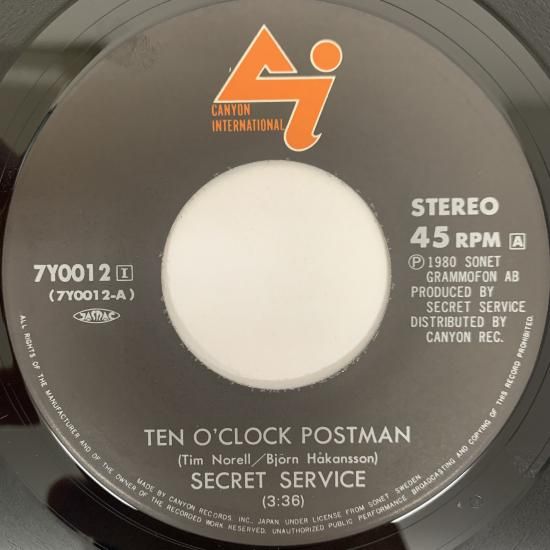 CANYON
INTERNATIONAL
STEREO
45 RPM A
Ⓟ1980 SONET
GRAMMOFON AB
PRODUCED BY
SECRET SERVICE
DISTRIBUTED BY
CANYON REC.
7Y0012 I
(7Y0012-A)
JASRAC
TEN O'CLOCK POSTMAN
(Tim Norell/Björn Håkansson)
SECRET SERVICE
(3:36)
ALL RIGHTS OF THE MANUFACTURER AND OF THE OWNER OF THE RECORDED WORK RESERVED. UNAUTHORIZED PUBLIC PERFORMANCE BROADCASTING AND COPYING OF THIS RECORD PROHIBITED.
MADE BY CANYON RECORDS, INC., JAPAN UNDER LICENSE FROM SONET SWEDEN.